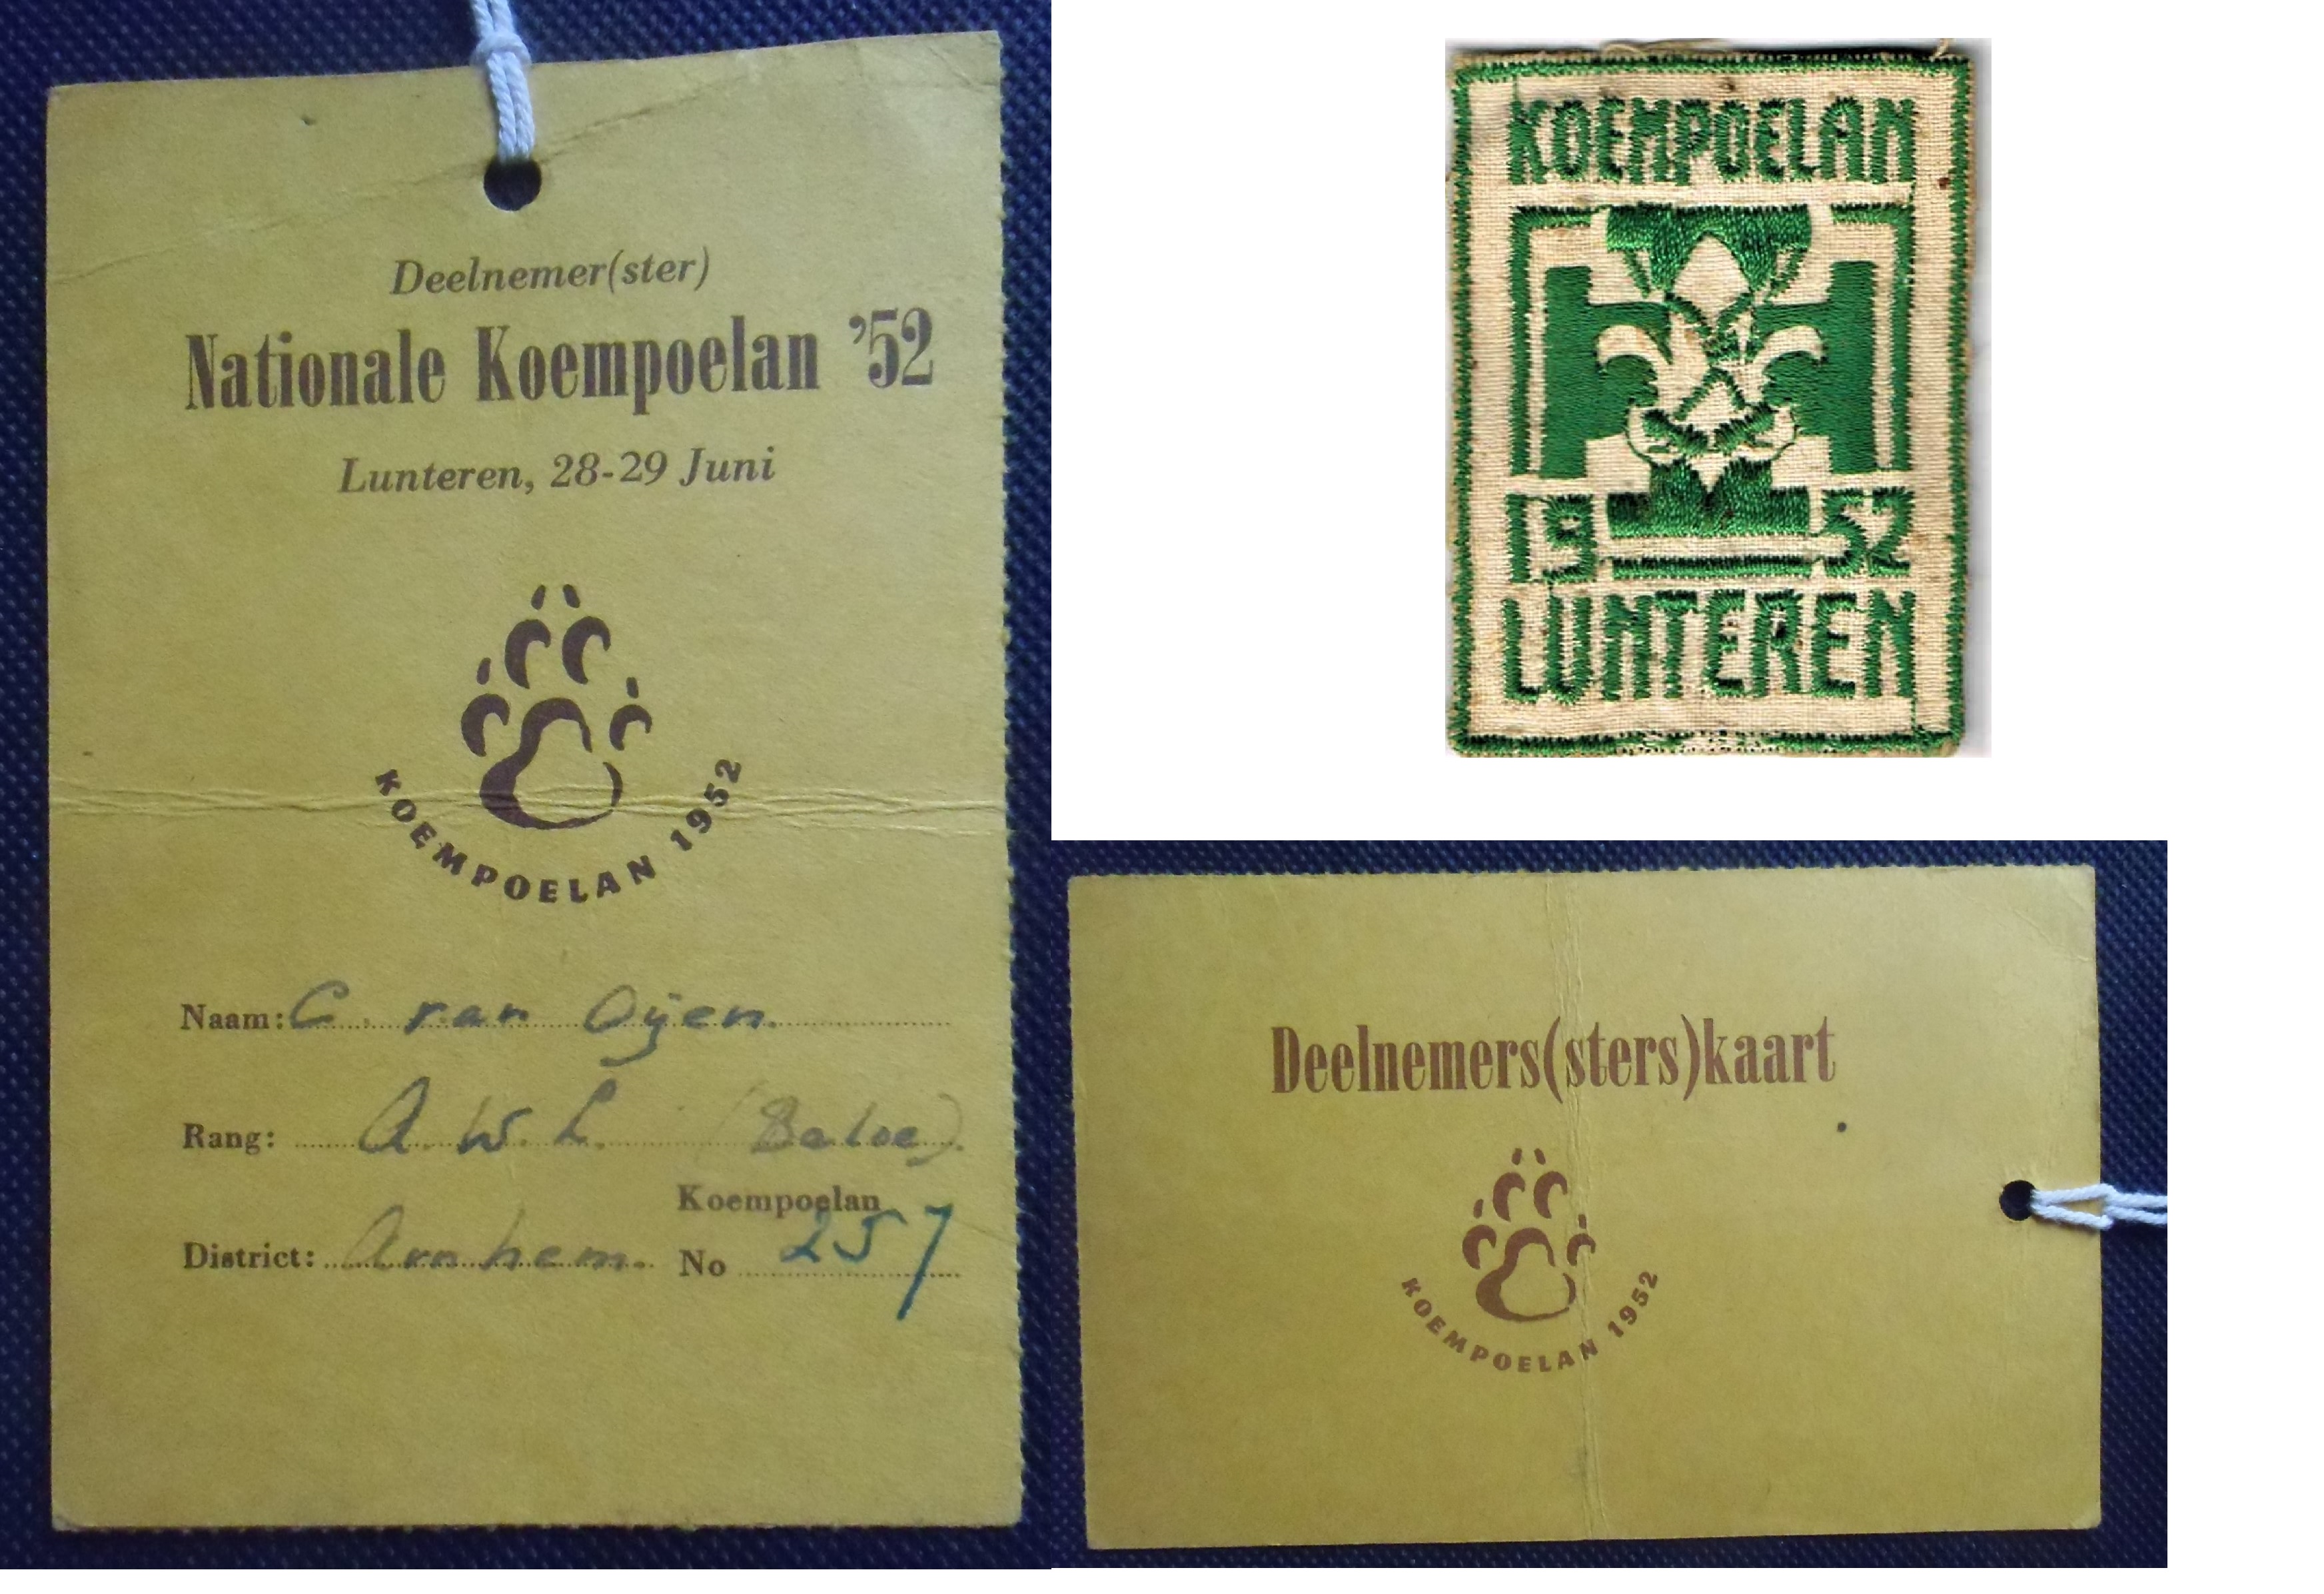 Deelnemer(ster)
Nationale Koempoelan '52
Lunteren, 28-29 Juni
KOEMPOELAN 1952
Naam: C. van Oijen.
Rang: A. W. L. (Baloe).
District: Arnhem.
Koempoelan
No 257
KOEMPOELAN
19 52
LUNTEREN
Deelnemers(sters)kaart
KOEMPOELAN 1952